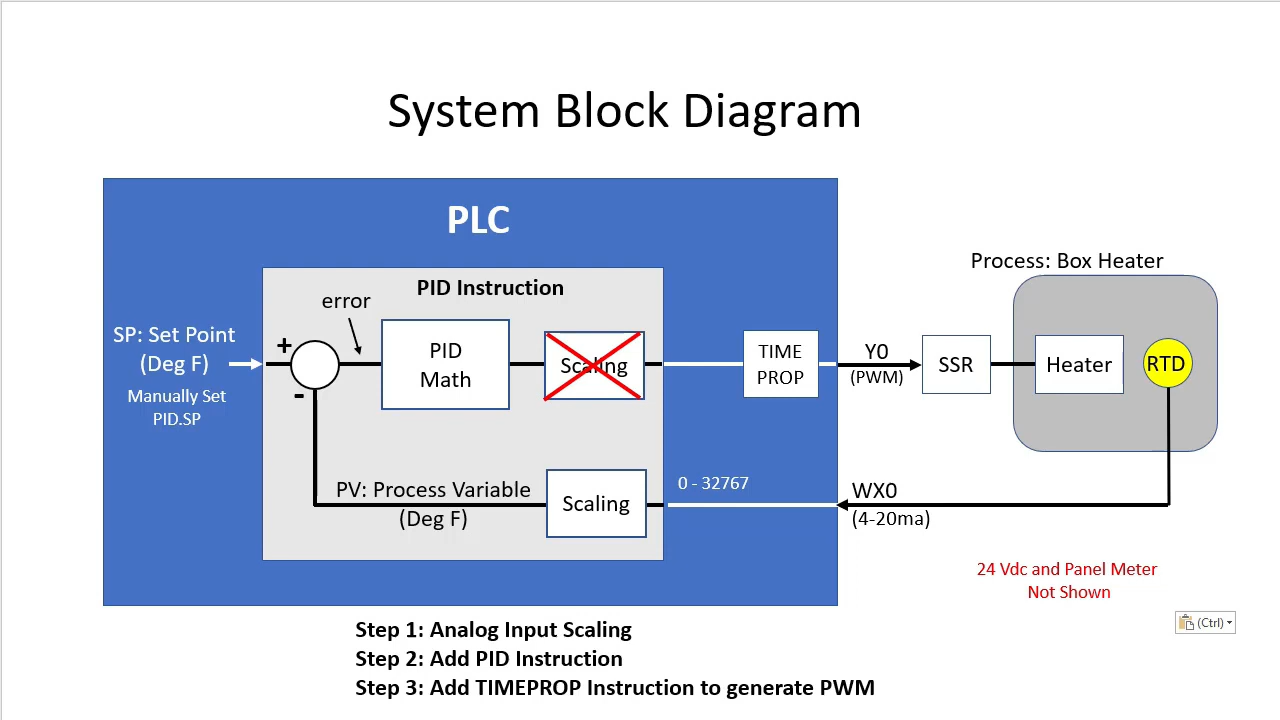 System Block Diagram
PLC
PID Instruction
error
SP: Set Point
(Deg F)
Manually Set
PID.SP
+
-
PID
Math
Scaling
TIME
PROP
Y0
(PWM)
SSR
Process: Box Heater
Heater
RTD
PV: Process Variable
(Deg F)
Scaling
0 - 32767
WX0
(4-20ma)
24 Vdc and Panel Meter
Not Shown
(Ctrl)
Step 1: Analog Input Scaling
Step 2: Add PID Instruction
Step 3: Add TIMEPROP Instruction to generate PWM